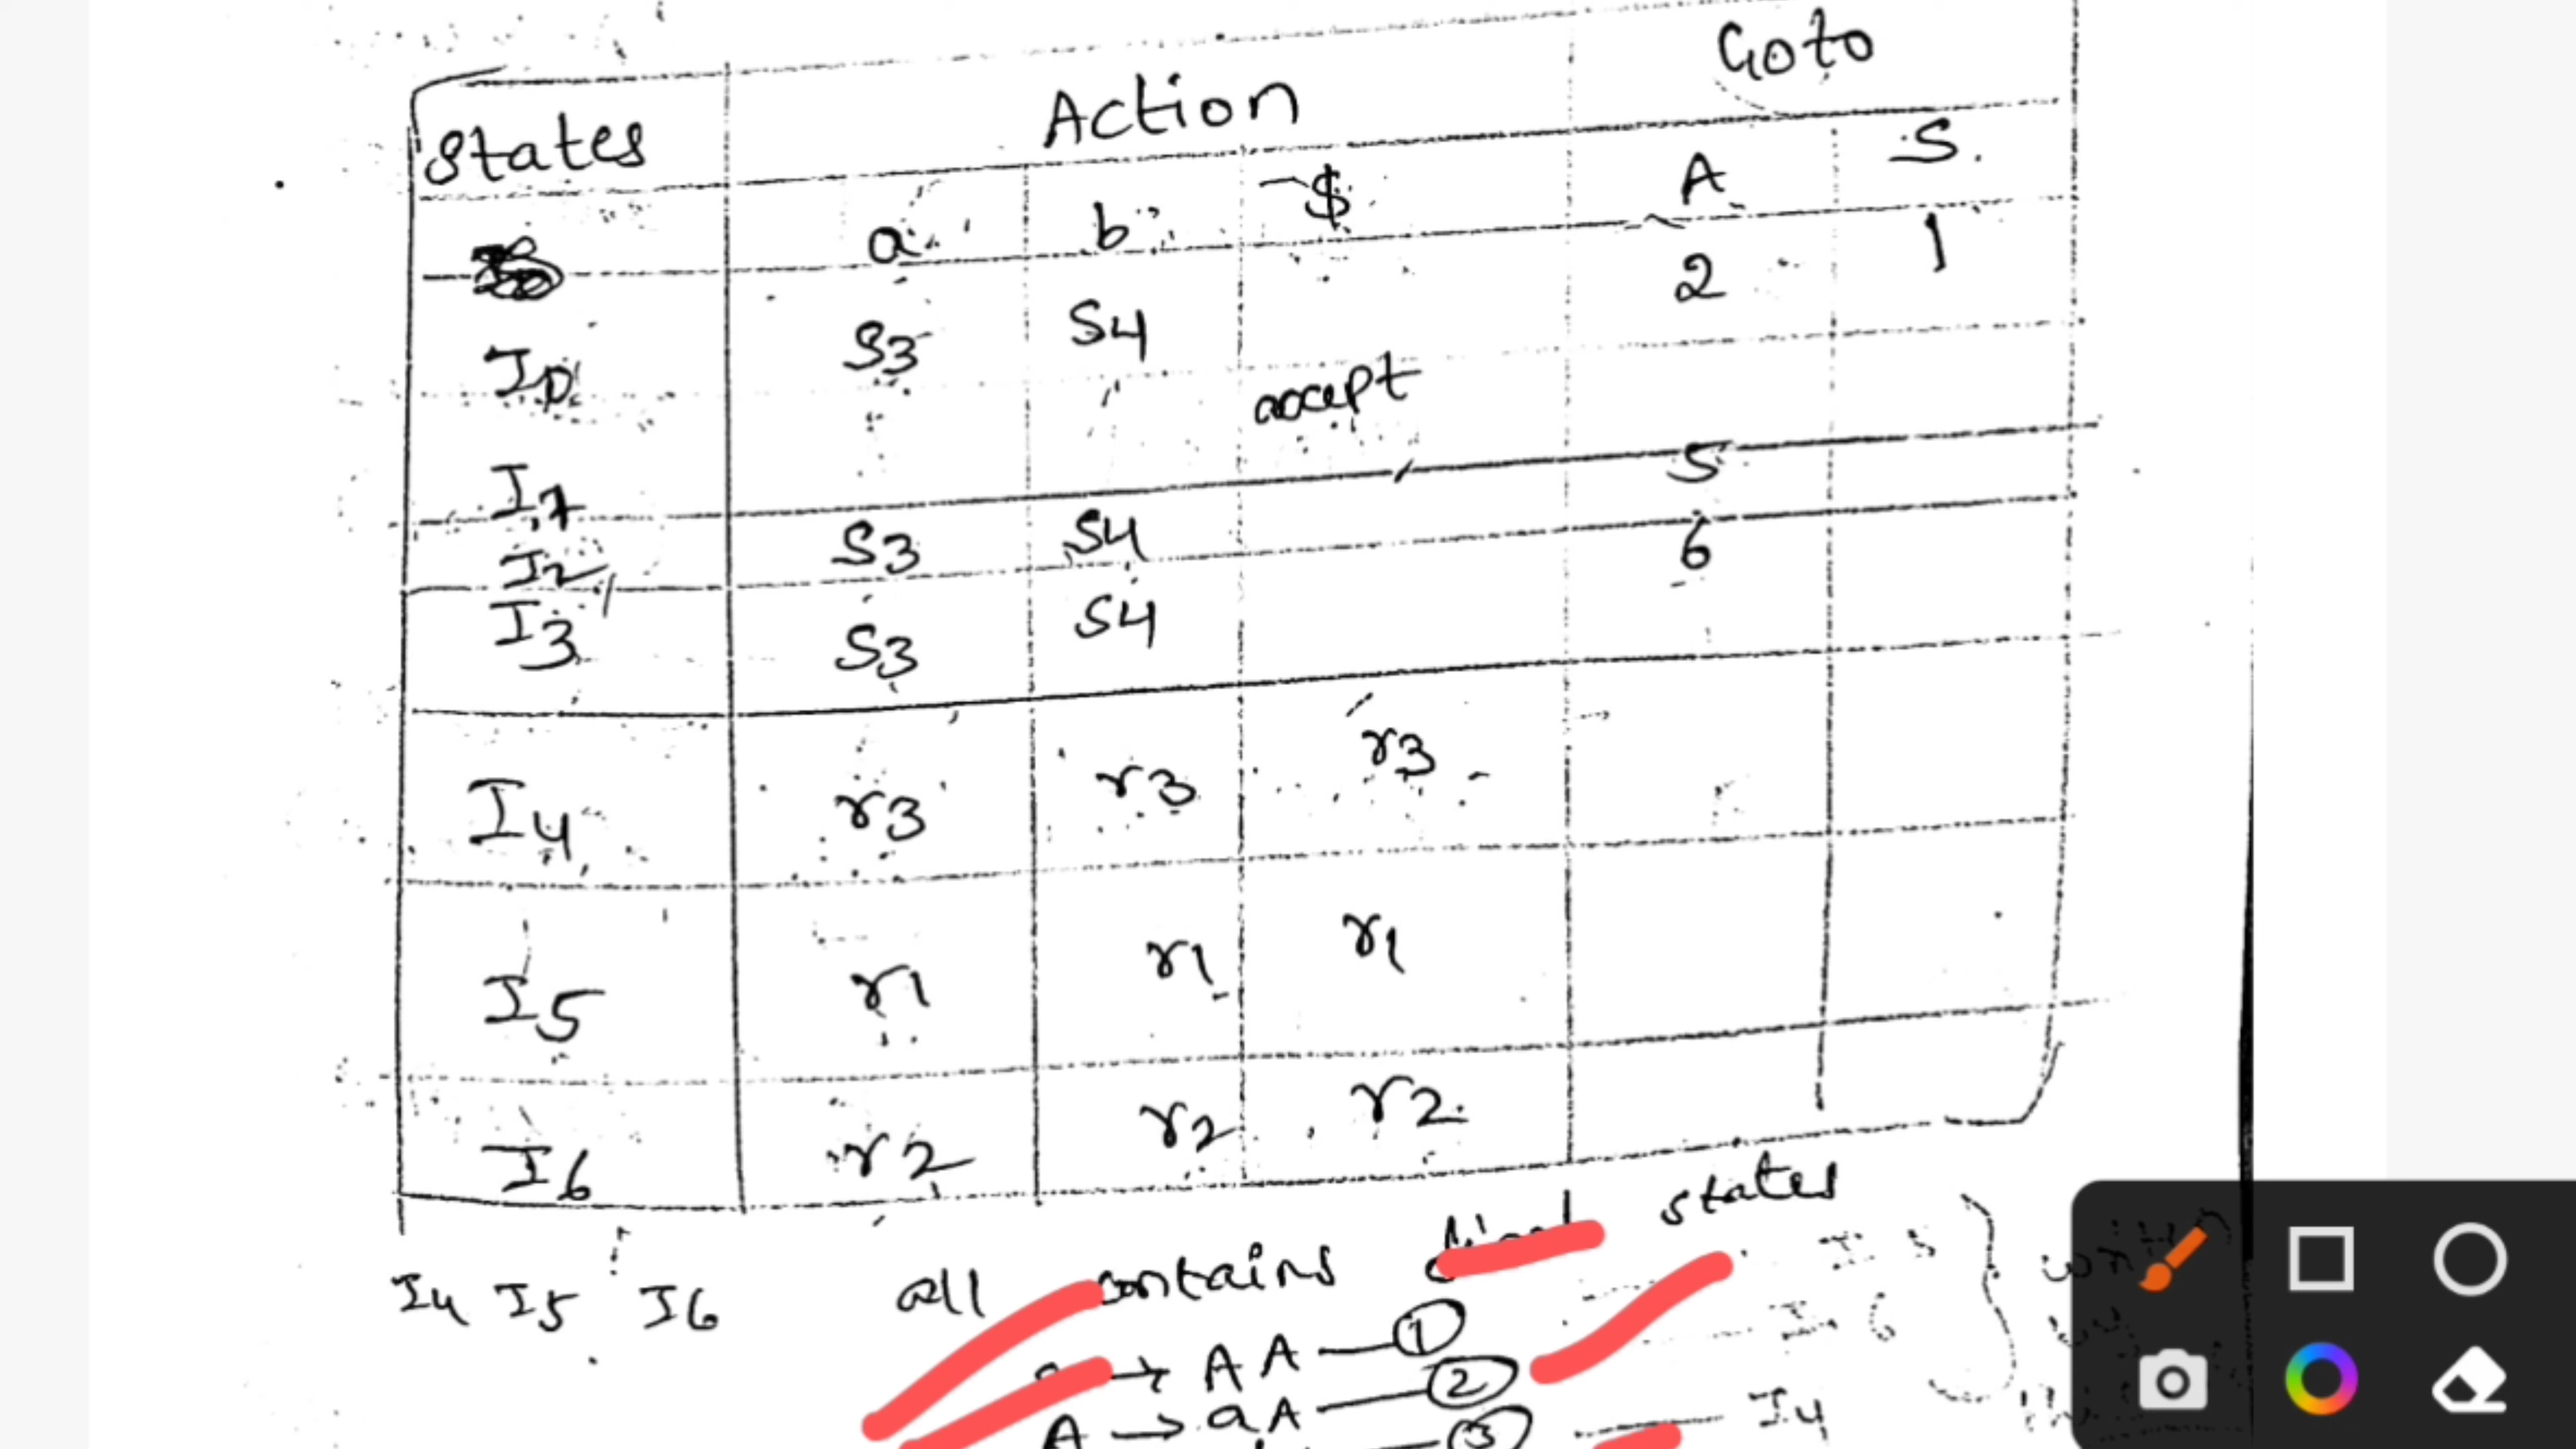 States Action Goto
a b $ A S
I0 S3 S4 2 1
I1 accept
I2 S3 S4 5
I3 S3 S4 6
I4 r3 r3 r3
I5 r1 r1 r1
I6 r2 r2 r2
I4 I5 I6 all contains states
→ AA — ① I5
A → aA — ② I6
③ — I4